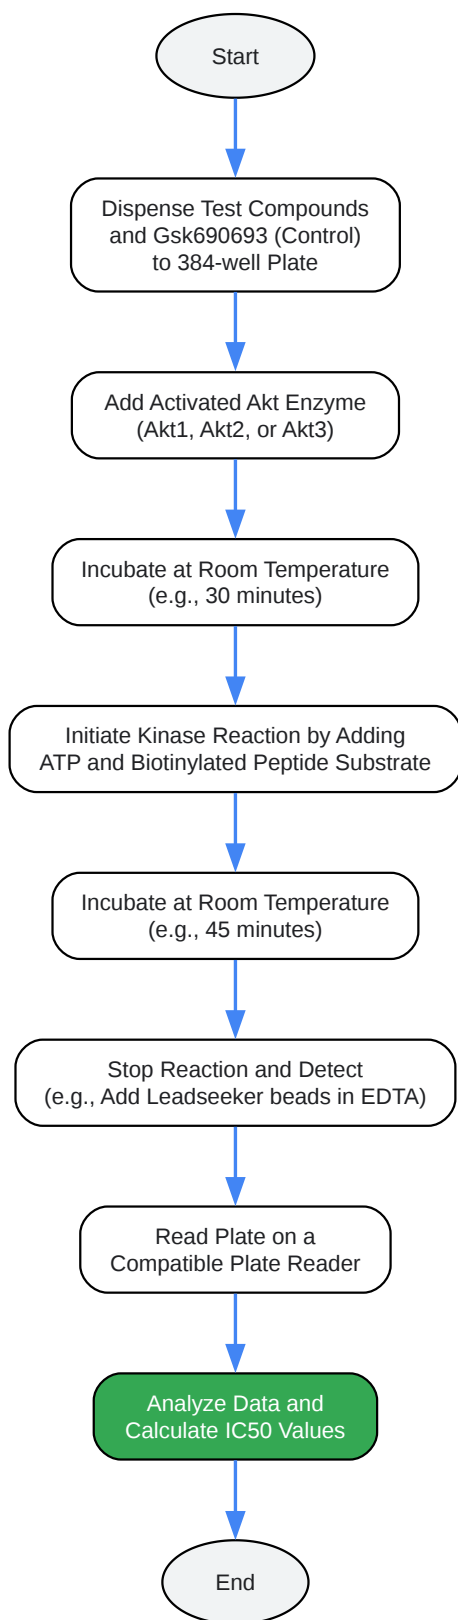 Start
Dispense Test Compounds
and Gsk690693 (Control)
to 384-well Plate
Add Activated Akt Enzyme
(Akt1, Akt2, or Akt3)
Incubate at Room Temperature
(e.g., 30 minutes)
Initiate Kinase Reaction by Adding
ATP and Biotinylated Peptide Substrate
Incubate at Room Temperature
(e.g., 45 minutes)
Stop Reaction and Detect
(e.g., Add Leadseeker beads in EDTA)
Read Plate on a
Compatible Plate Reader
Analyze Data and
Calculate IC50 Values
End